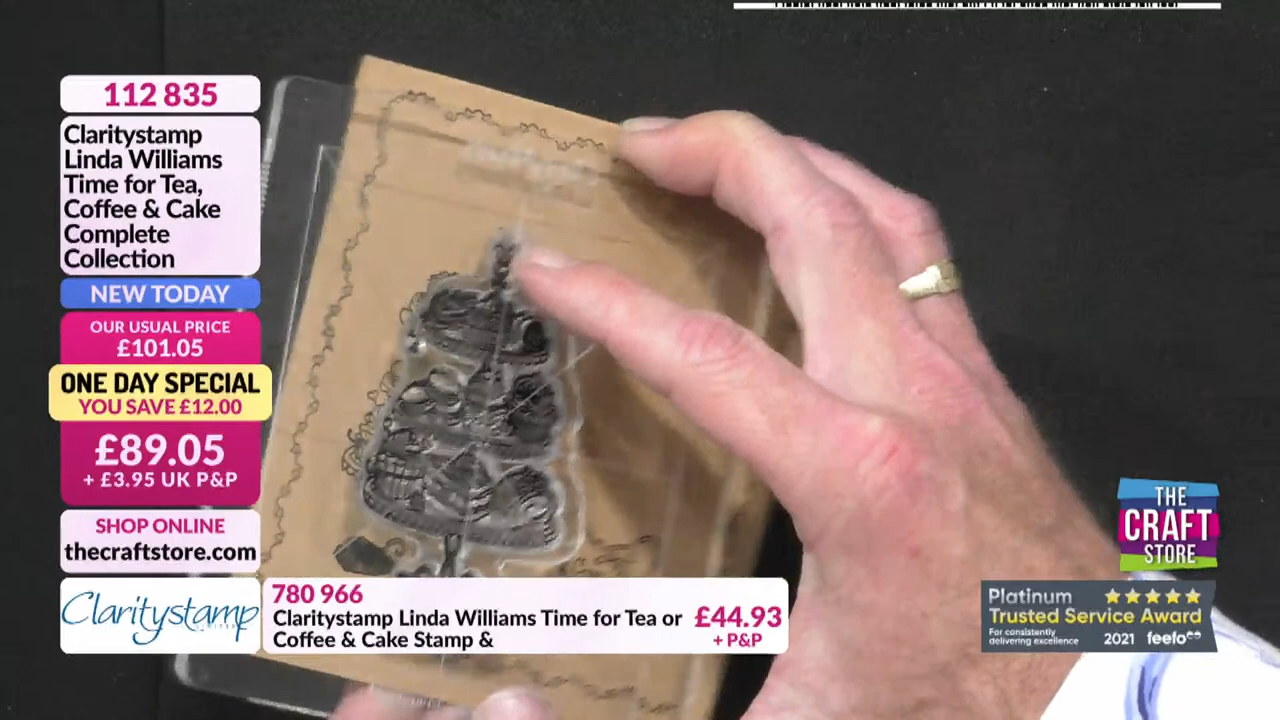 112 835
Claritystamp
Linda Williams
Time for Tea,
Coffee & Cake
Complete
Collection
NEW TODAY
OUR USUAL PRICE
£101.05
ONE DAY SPECIAL
YOU SAVE £12.00
£89.05
+ £3.95 UK P&P
SHOP ONLINE
thecraftstore.com
Claritystamp
780 966
Claritystamp Linda Williams Time for Tea or
Coffee & Cake Stamp &
£44.93
+ P&P
THE
CRAFT
STORE
Platinum
Trusted Service Award
For consistently
delivering excellence
2021 feefo